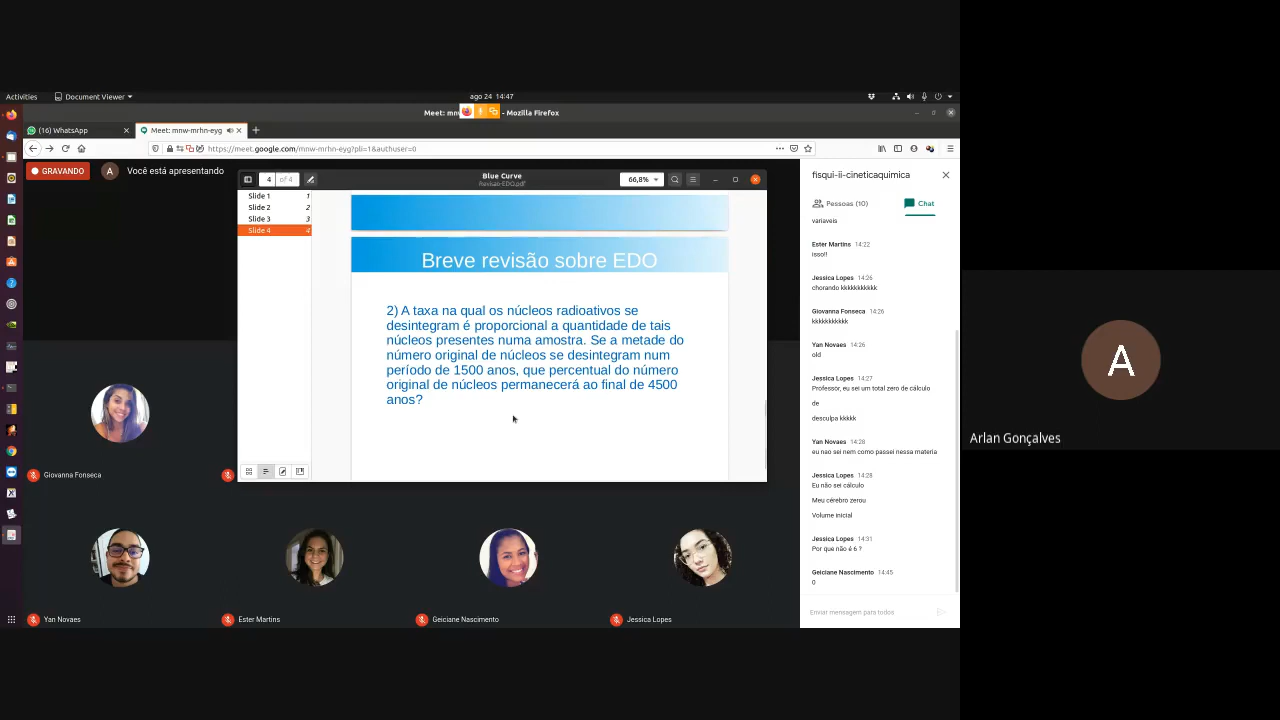 Activities
Document Viewer
ago 24 14:47
Meet: mnw
- Mozilla Firefox
(16) WhatsApp
Meet: mnw-mrhn-eyg
https://meet.google.com/mnw-mrhn-eyg?pli=1&authuser=0
GRAVANDO
A
Você está apresentando
4
of 4
Blue Curve
Revisao-EDO.pdf
66,8%
Slide 1 1
Slide 2 2
Slide 3 3
Slide 4 4
Breve revisão sobre EDO
2) A taxa na qual os núcleos radioativos se
desintegram é proporcional a quantidade de tais
núcleos presentes numa amostra. Se a metade do
número original de núcleos se desintegram num
período de 1500 anos, que percentual do número
original de núcleos permanecerá ao final de 4500
anos?
Giovanna Fonseca
Yan Novaes
Ester Martins
Geiciane Nascimento
Jessica Lopes
fisqui-ii-cineticaquimica
Pessoas (10)
Chat
variaveis
Ester Martins 14:22
isso!!
Jessica Lopes 14:26
chorando kkkkkkkkkkk
Giovanna Fonseca 14:26
kkkkkkkkkkk
Yan Novaes 14:26
old
Jessica Lopes 14:27
Professor, eu sei um total zero de cálculo
de
desculpa kkkkk
Yan Novaes 14:28
eu nao sei nem como passei nessa materia
Jessica Lopes 14:28
Eu não sei cálculo
Meu cérebro zerou
Volume inicial
Jessica Lopes 14:31
Por que não é 6 ?
Geiciane Nascimento 14:45
0
Enviar mensagem para todos
A
Arlan Gonçalves